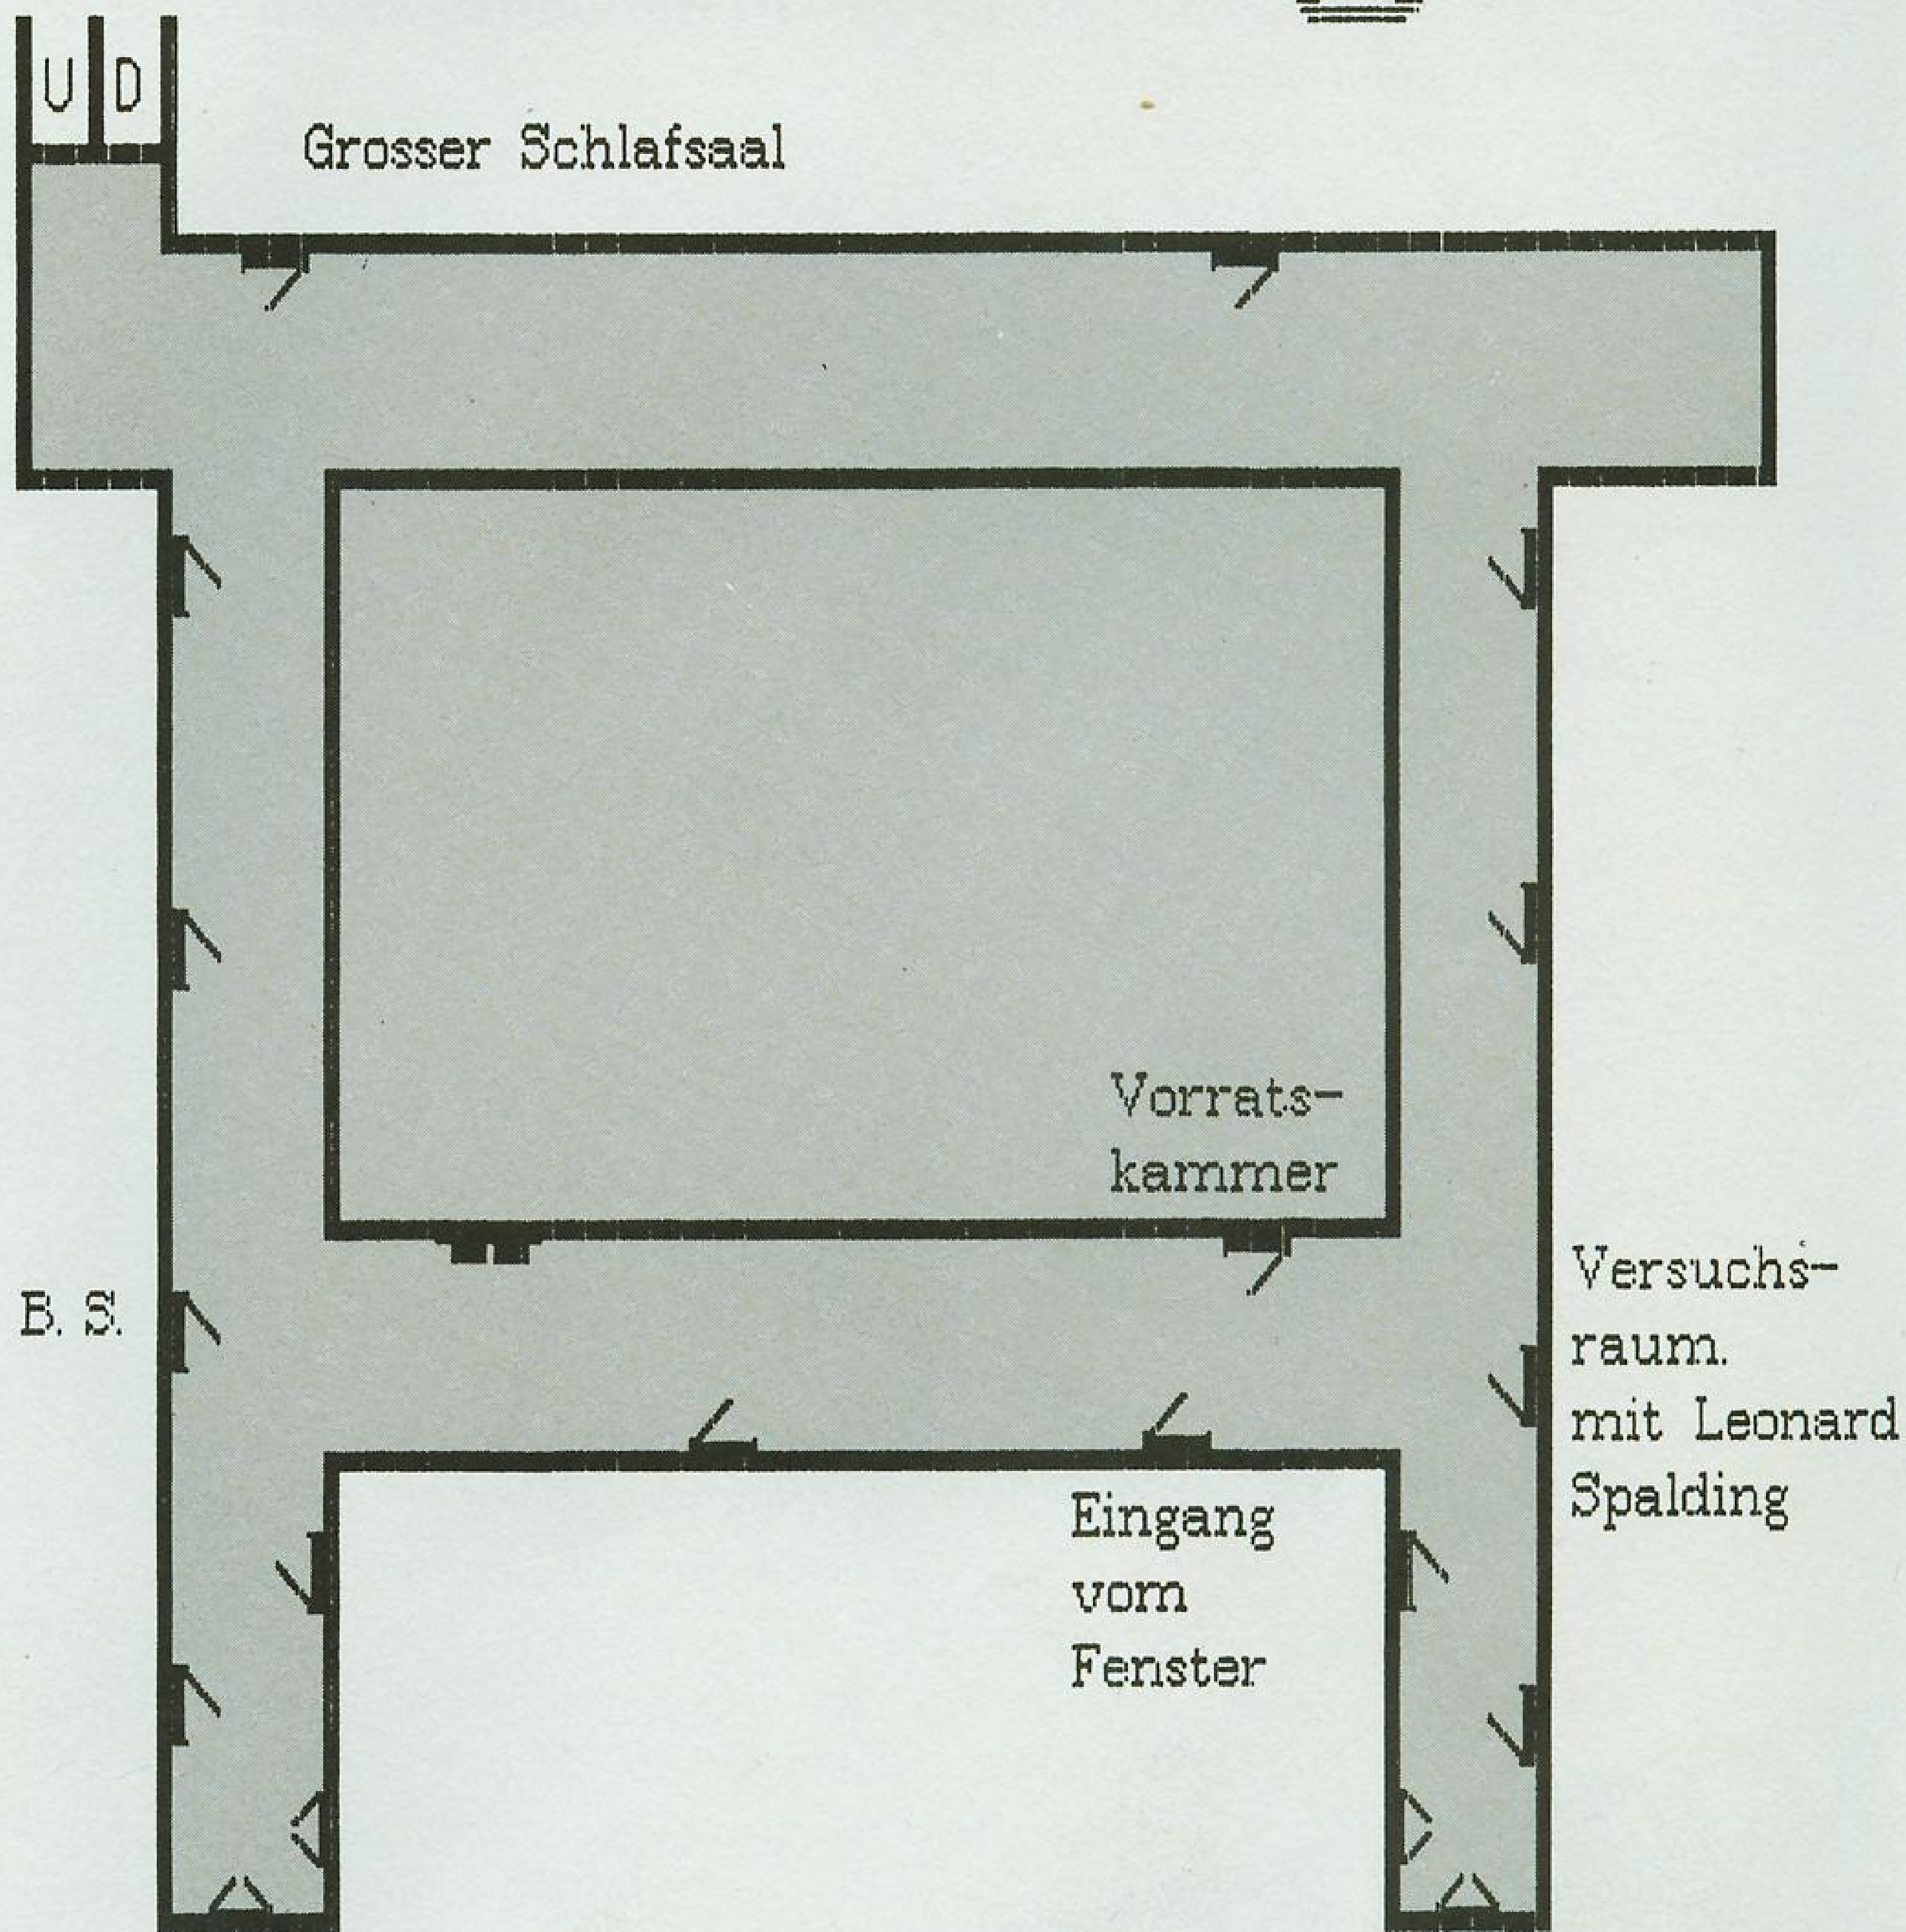 U D
Grosser Schlafsaal
Vorrats-
kammer
B. S.
Versuchs-
raum.
mit Leonard
Spalding
Eingang
vom
Fenster